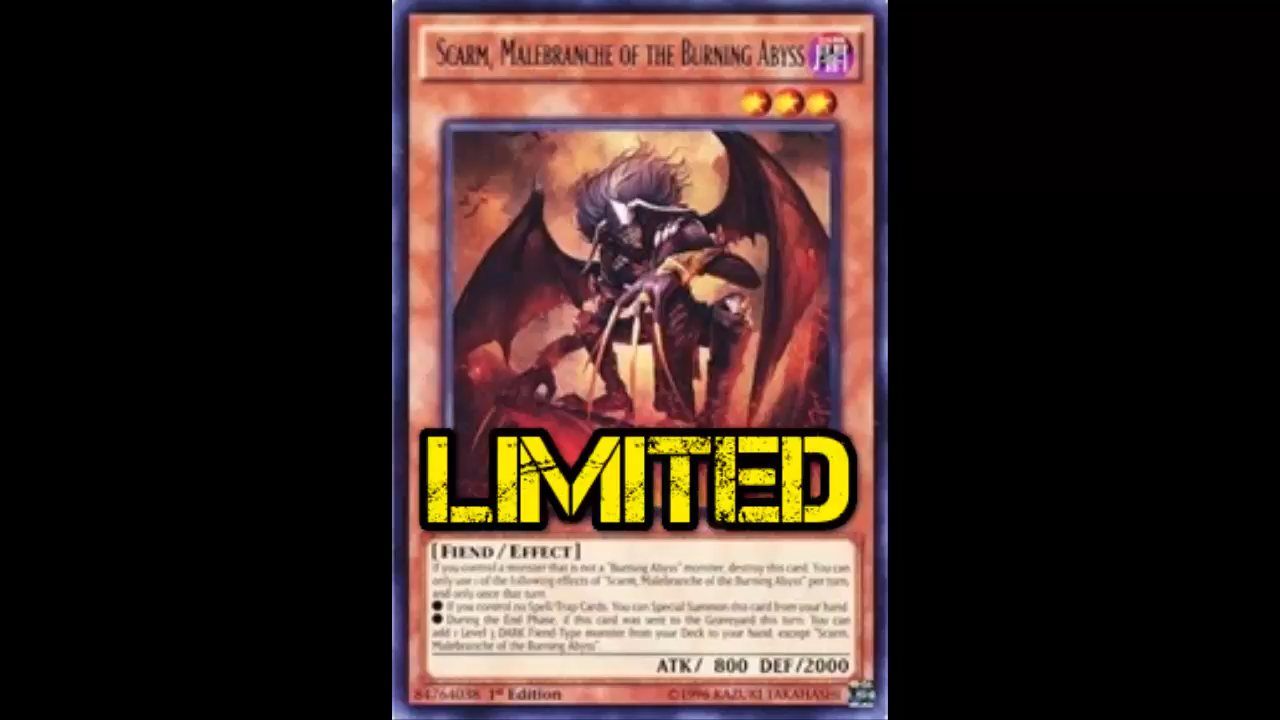 SCARM, MALEBRANCHE OF THE BURNING ABYSS
LIMITED
[FIEND / EFFECT]
If you control a monster that is not a "Burning Abyss" monster, destroy this card. You can
only use 1 of the following effects of "Scarm, Malebranche of the Burning Abyss" per turn,
and only once that turn.
● If you control no Spell/Trap Cards: You can Special Summon this card from your hand.
● During the End Phase, if this card was sent to the Graveyard this turn: You can
add 1 Level 3 DARK Fiend-Type monster from your Deck to your hand, except "Scarm,
Malebranche of the Burning Abyss".
ATK/ 800 DEF/2000
84764038 1st Edition ©1996 KAZUKI TAKAHASHI